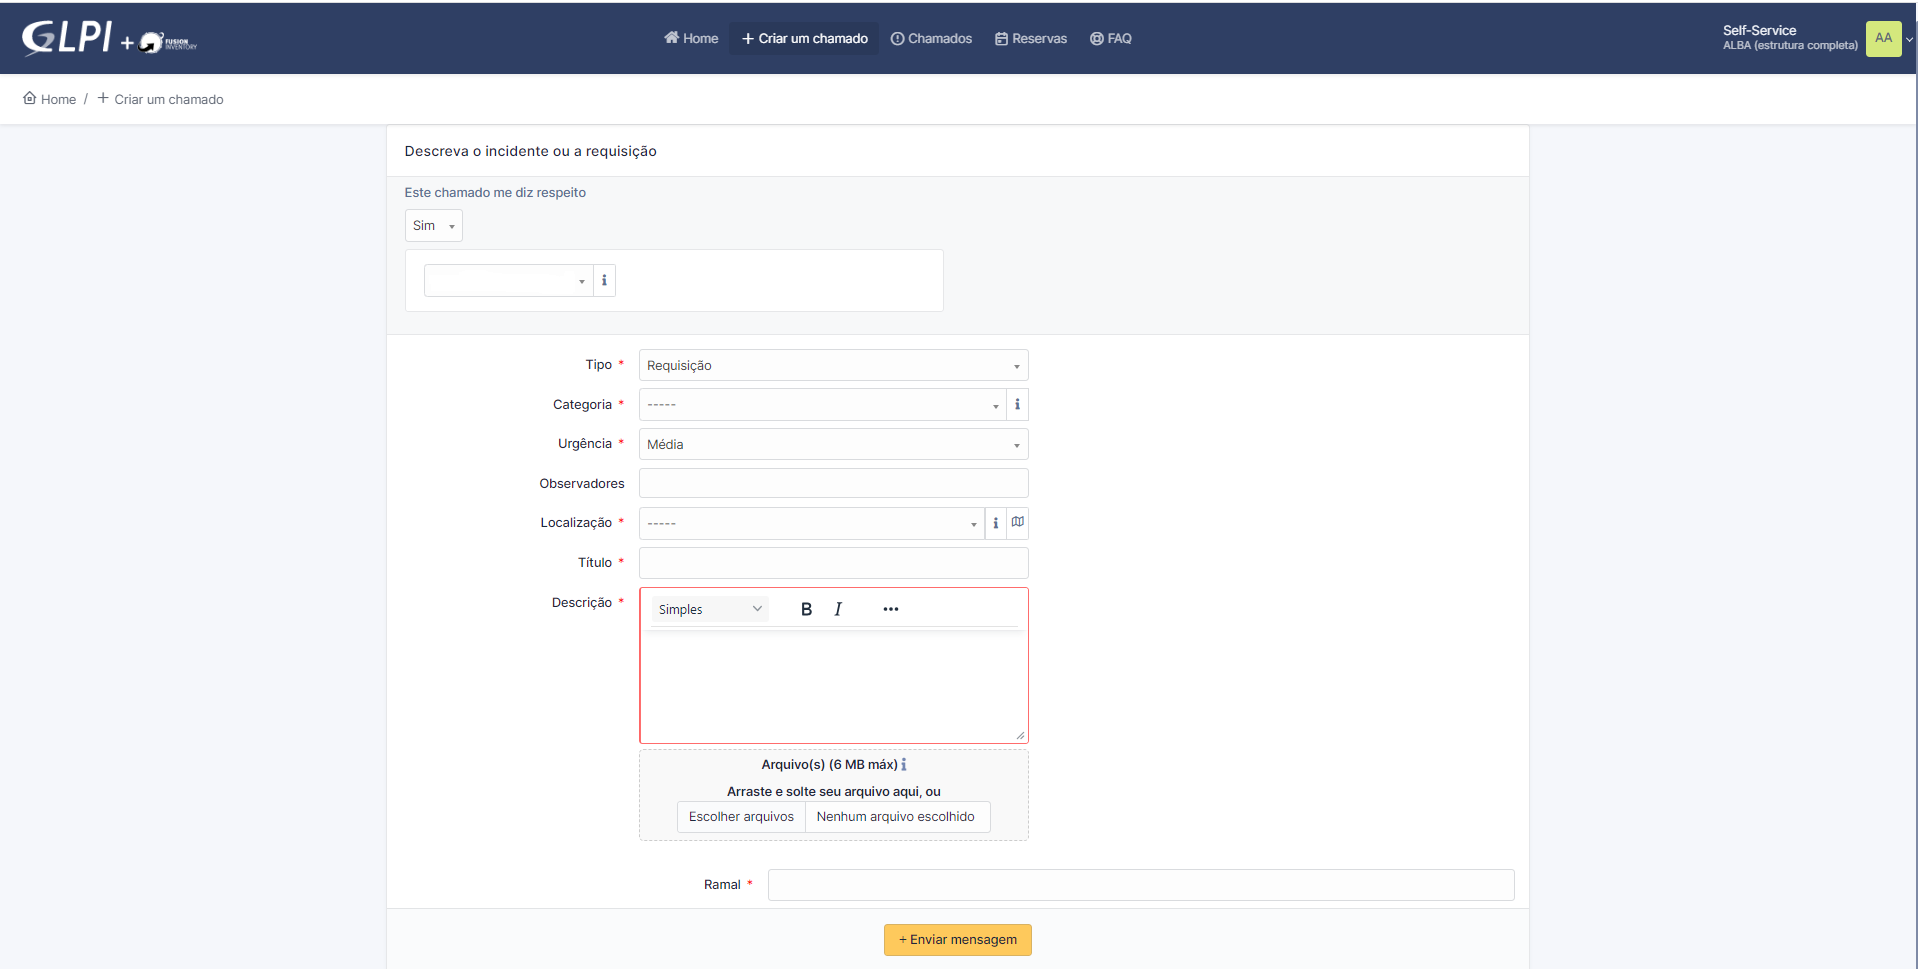 GLPI + FUSION INVENTORY
Home
+ Criar um chamado
Chamados
Reservas
FAQ
Self-Service
ALBA (estrutura completa)
AA
Home / + Criar um chamado
Descreva o incidente ou a requisição
Este chamado me diz respeito
Sim
i
Tipo * Requisição
Categoria * ----- i
Urgência * Média
Observadores
Localização * ----- i
Título *
Descrição * Simples B I •••
Arquivo(s) (6 MB máx) i
Arraste e solte seu arquivo aqui, ou
Escolher arquivos Nenhum arquivo escolhido
Ramal *
+ Enviar mensagem